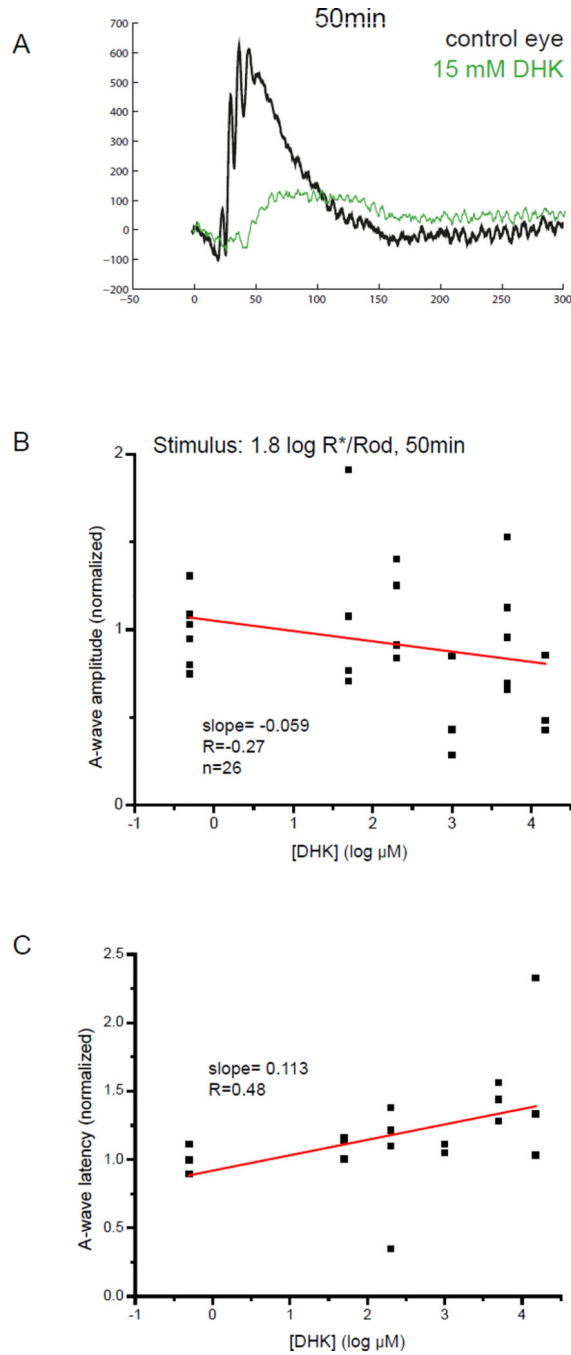 A
50min
control eye
15 mM DHK
700
600
500
400
300
200
100
0
−100
−200
−50 0 50 100 150 200 250 300
B
Stimulus: 1.8 log R*/Rod, 50min
2
1
0
A-wave amplitude (normalized)
slope= -0.059
R=-0.27
n=26
-1 0 1 2 3 4
[DHK] (log µM)
C
2.5
2.0
1.5
1.0
0.5
0.0
A-wave latency (normalized)
slope= 0.113
R=0.48
-1 0 1 2 3 4
[DHK] (log µM)